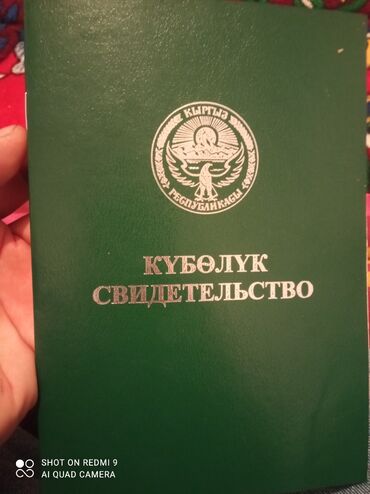 КЫРГЫЗ
РЕСПУБЛИКАСЫ
КҮБӨЛҮК
СВИДЕТЕЛЬСТВО
SHOT ON REDMI 9
AI QUAD CAMERA